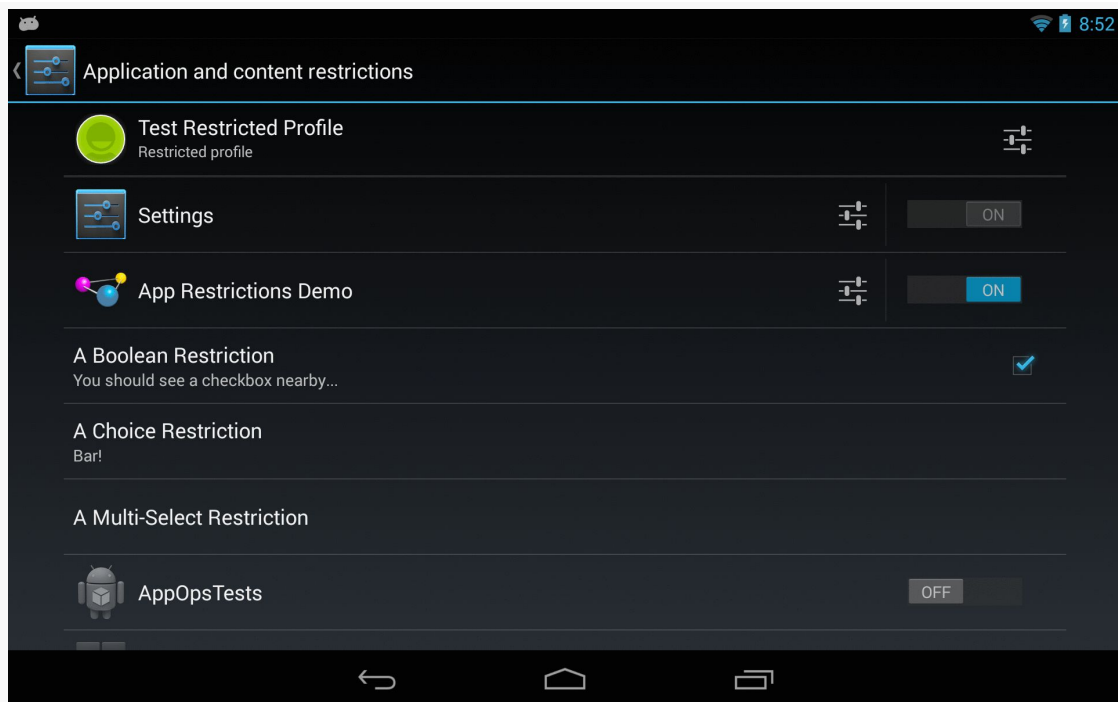 8:52
Application and content restrictions
Test Restricted Profile
Restricted profile
Settings
ON
App Restrictions Demo
ON
A Boolean Restriction
You should see a checkbox nearby...
A Choice Restriction
Bar!
A Multi-Select Restriction
AppOpsTests
OFF